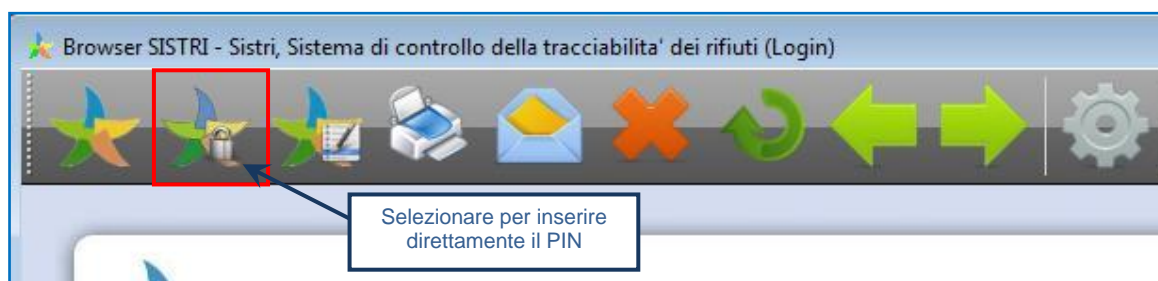 Browser SISTRI - Sistri, Sistema di controllo della tracciabilita' dei rifiuti (Login)
Selezionare per inserire
direttamente il PIN